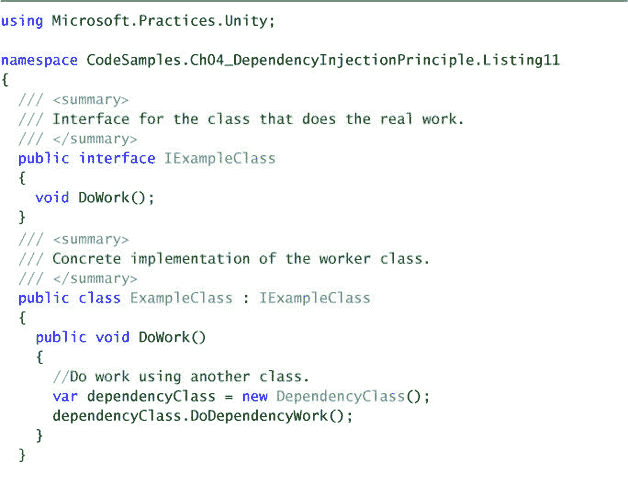 using Microsoft.Practices.Unity;
namespace CodeSamples.Ch04_DependencyInjectionPrinciple.Listing11
{
/// <summary>
/// Interface for the class that does the real work.
/// </summary>
public interface IExampleClass
{
void DoWork();
}
/// <summary>
/// Concrete implementation of the worker class.
/// </summary>
public class ExampleClass : IExampleClass
{
public void DoWork()
{
//Do work using another class.
var dependencyClass = new DependencyClass();
dependencyClass.DoDependencyWork();
}
}